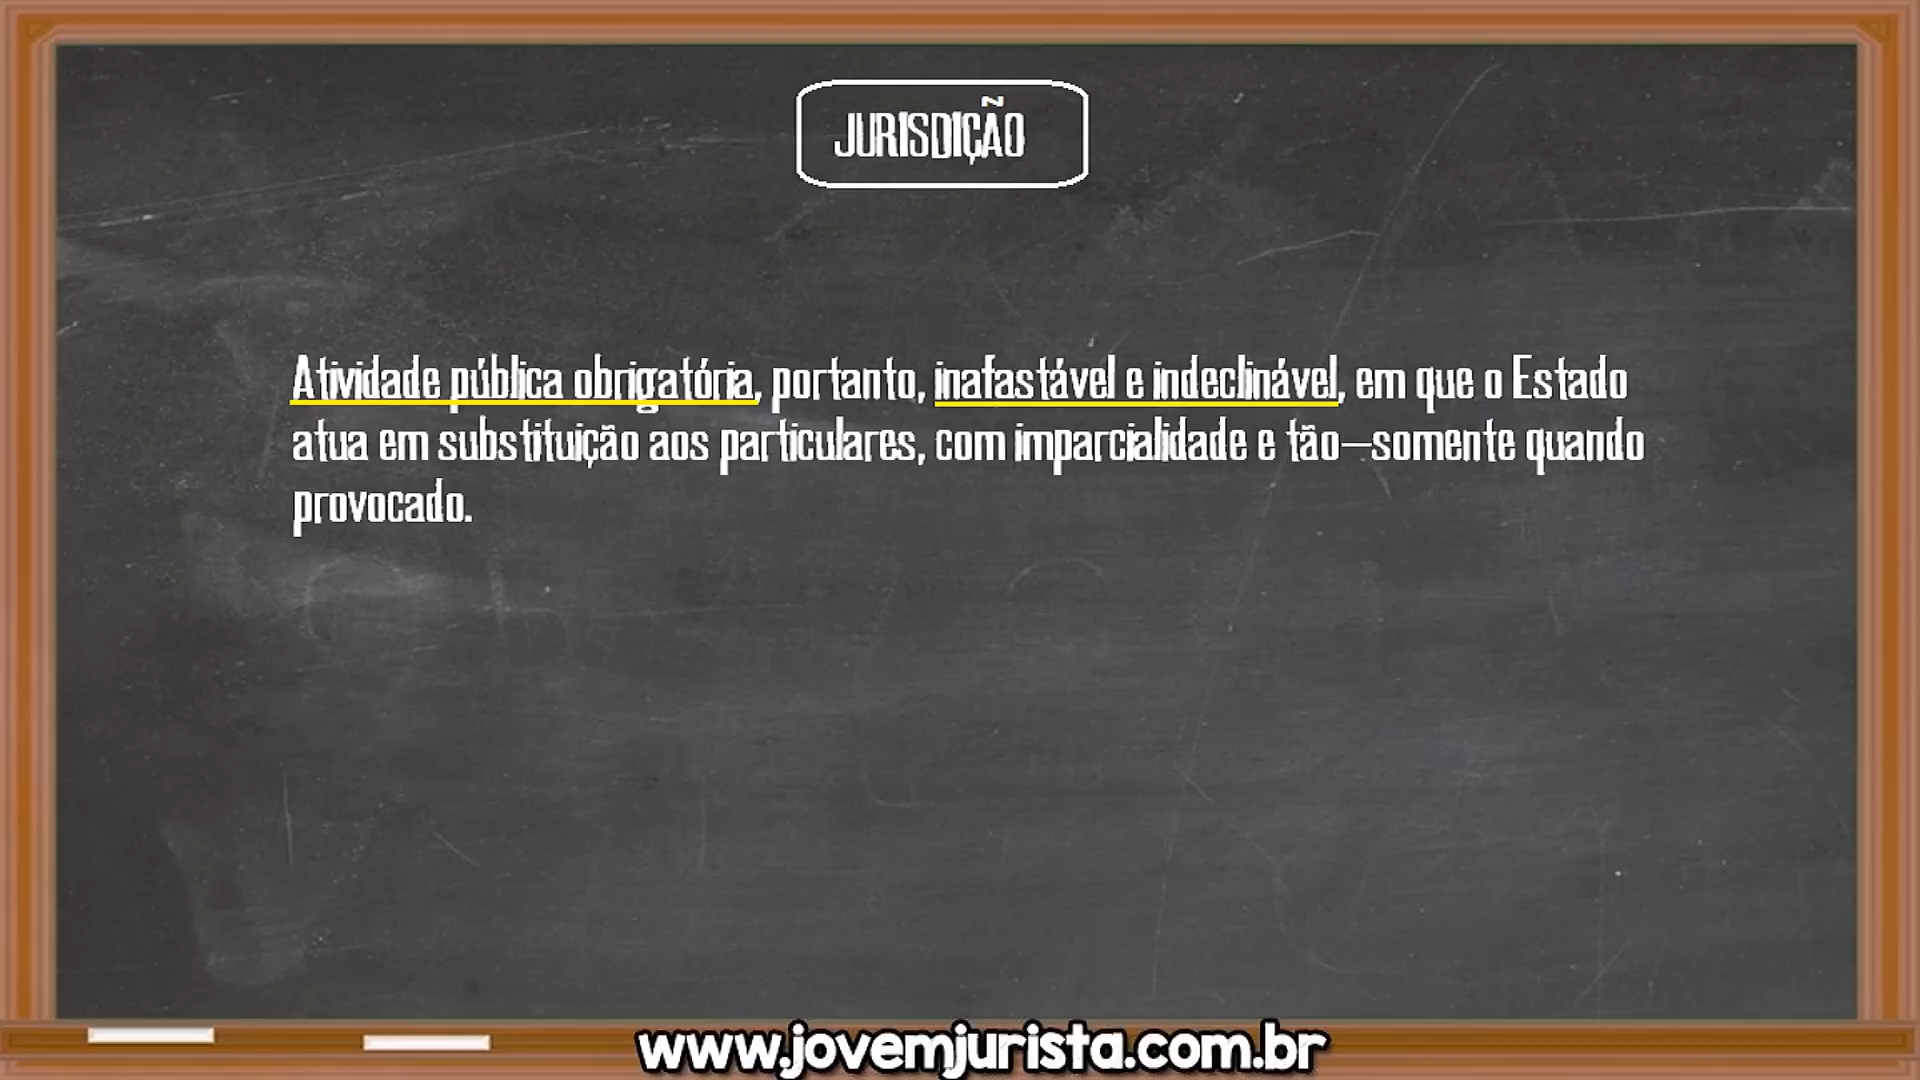 JURISDIÇÃO
Atividade pública obrigatória, portanto, inafastável e indeclinável, em que o Estado
atua em substituição aos particulares, com imparcialidade e tão–somente quando
provocado.
www.jovemjurista.com.br